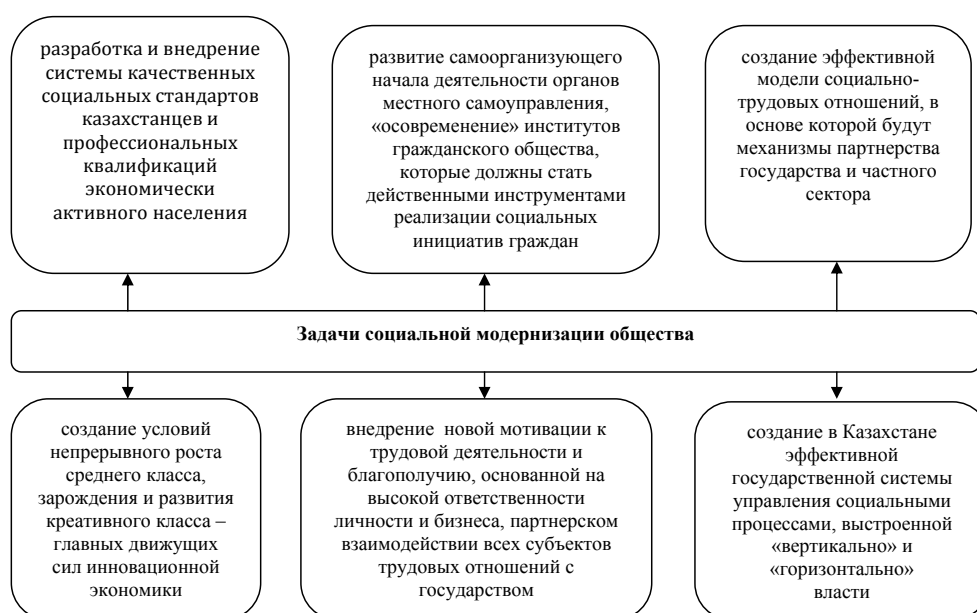 разработка и внедрение
системы качественных
социальных стандартов
казахстанцев и
профессиональных
квалификаций
экономически
активного населения
развитие самоорганизующего
начала деятельности органов
местного самоуправления,
«осовременение» институтов
гражданского общества,
которые должны стать
действенными инструментами
реализации социальных
инициатив граждан
создание эффективной
модели социально-
трудовых отношений, в
основе которой будут
механизмы партнерства
государства и частного
сектора
Задачи социальной модернизации общества
создание условий
непрерывного роста
среднего класса,
зарождения и развития
креативного класса –
главных движущих
сил инновационной
экономики
внедрение новой мотивации к
трудовой деятельности и
благополучию, основанной на
высокой ответственности
личности и бизнеса, партнерском
взаимодействии всех субъектов
трудовых отношений с
государством
создание в Казахстане
эффективной
государственной системы
управления социальными
процессами, выстроенной
«вертикально» и
«горизонтально»
власти